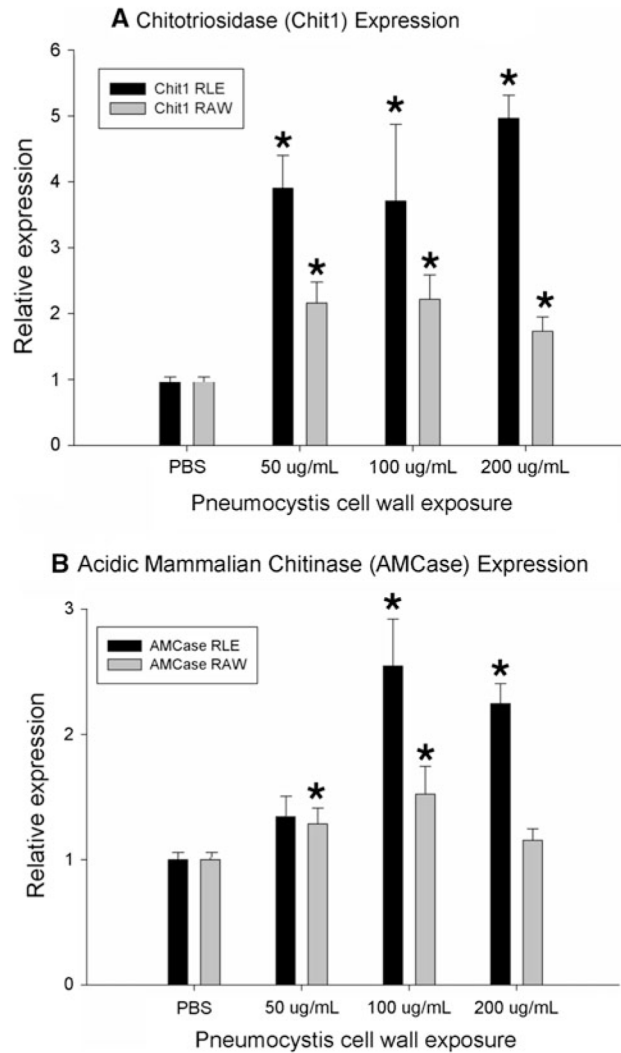 A Chitotriosidase (Chit1) Expression
6
5
4
3
2
1
0
Relative expression
Chit1 RLE
Chit1 RAW
*
*
*
*
*
*
PBS
50 ug/mL
100 ug/mL
200 ug/mL
Pneumocystis cell wall exposure
B Acidic Mammalian Chitinase (AMCase) Expression
3
2
1
0
Relative expression
AMCase RLE
AMCase RAW
*
*
*
*
PBS
50 ug/mL
100 ug/mL
200 ug/mL
Pneumocystis cell wall exposure